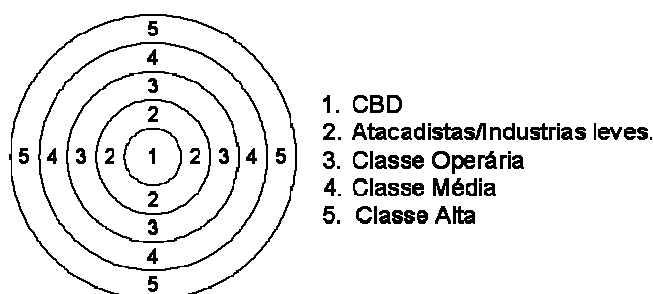 5
4
3
2
5 4 3 2 1 2 3 4 5
2
3
4
5
1. CBD
2. Atacadistas/Industrias leves.
3. Classe Operária
4. Classe Média
5. Classe Alta